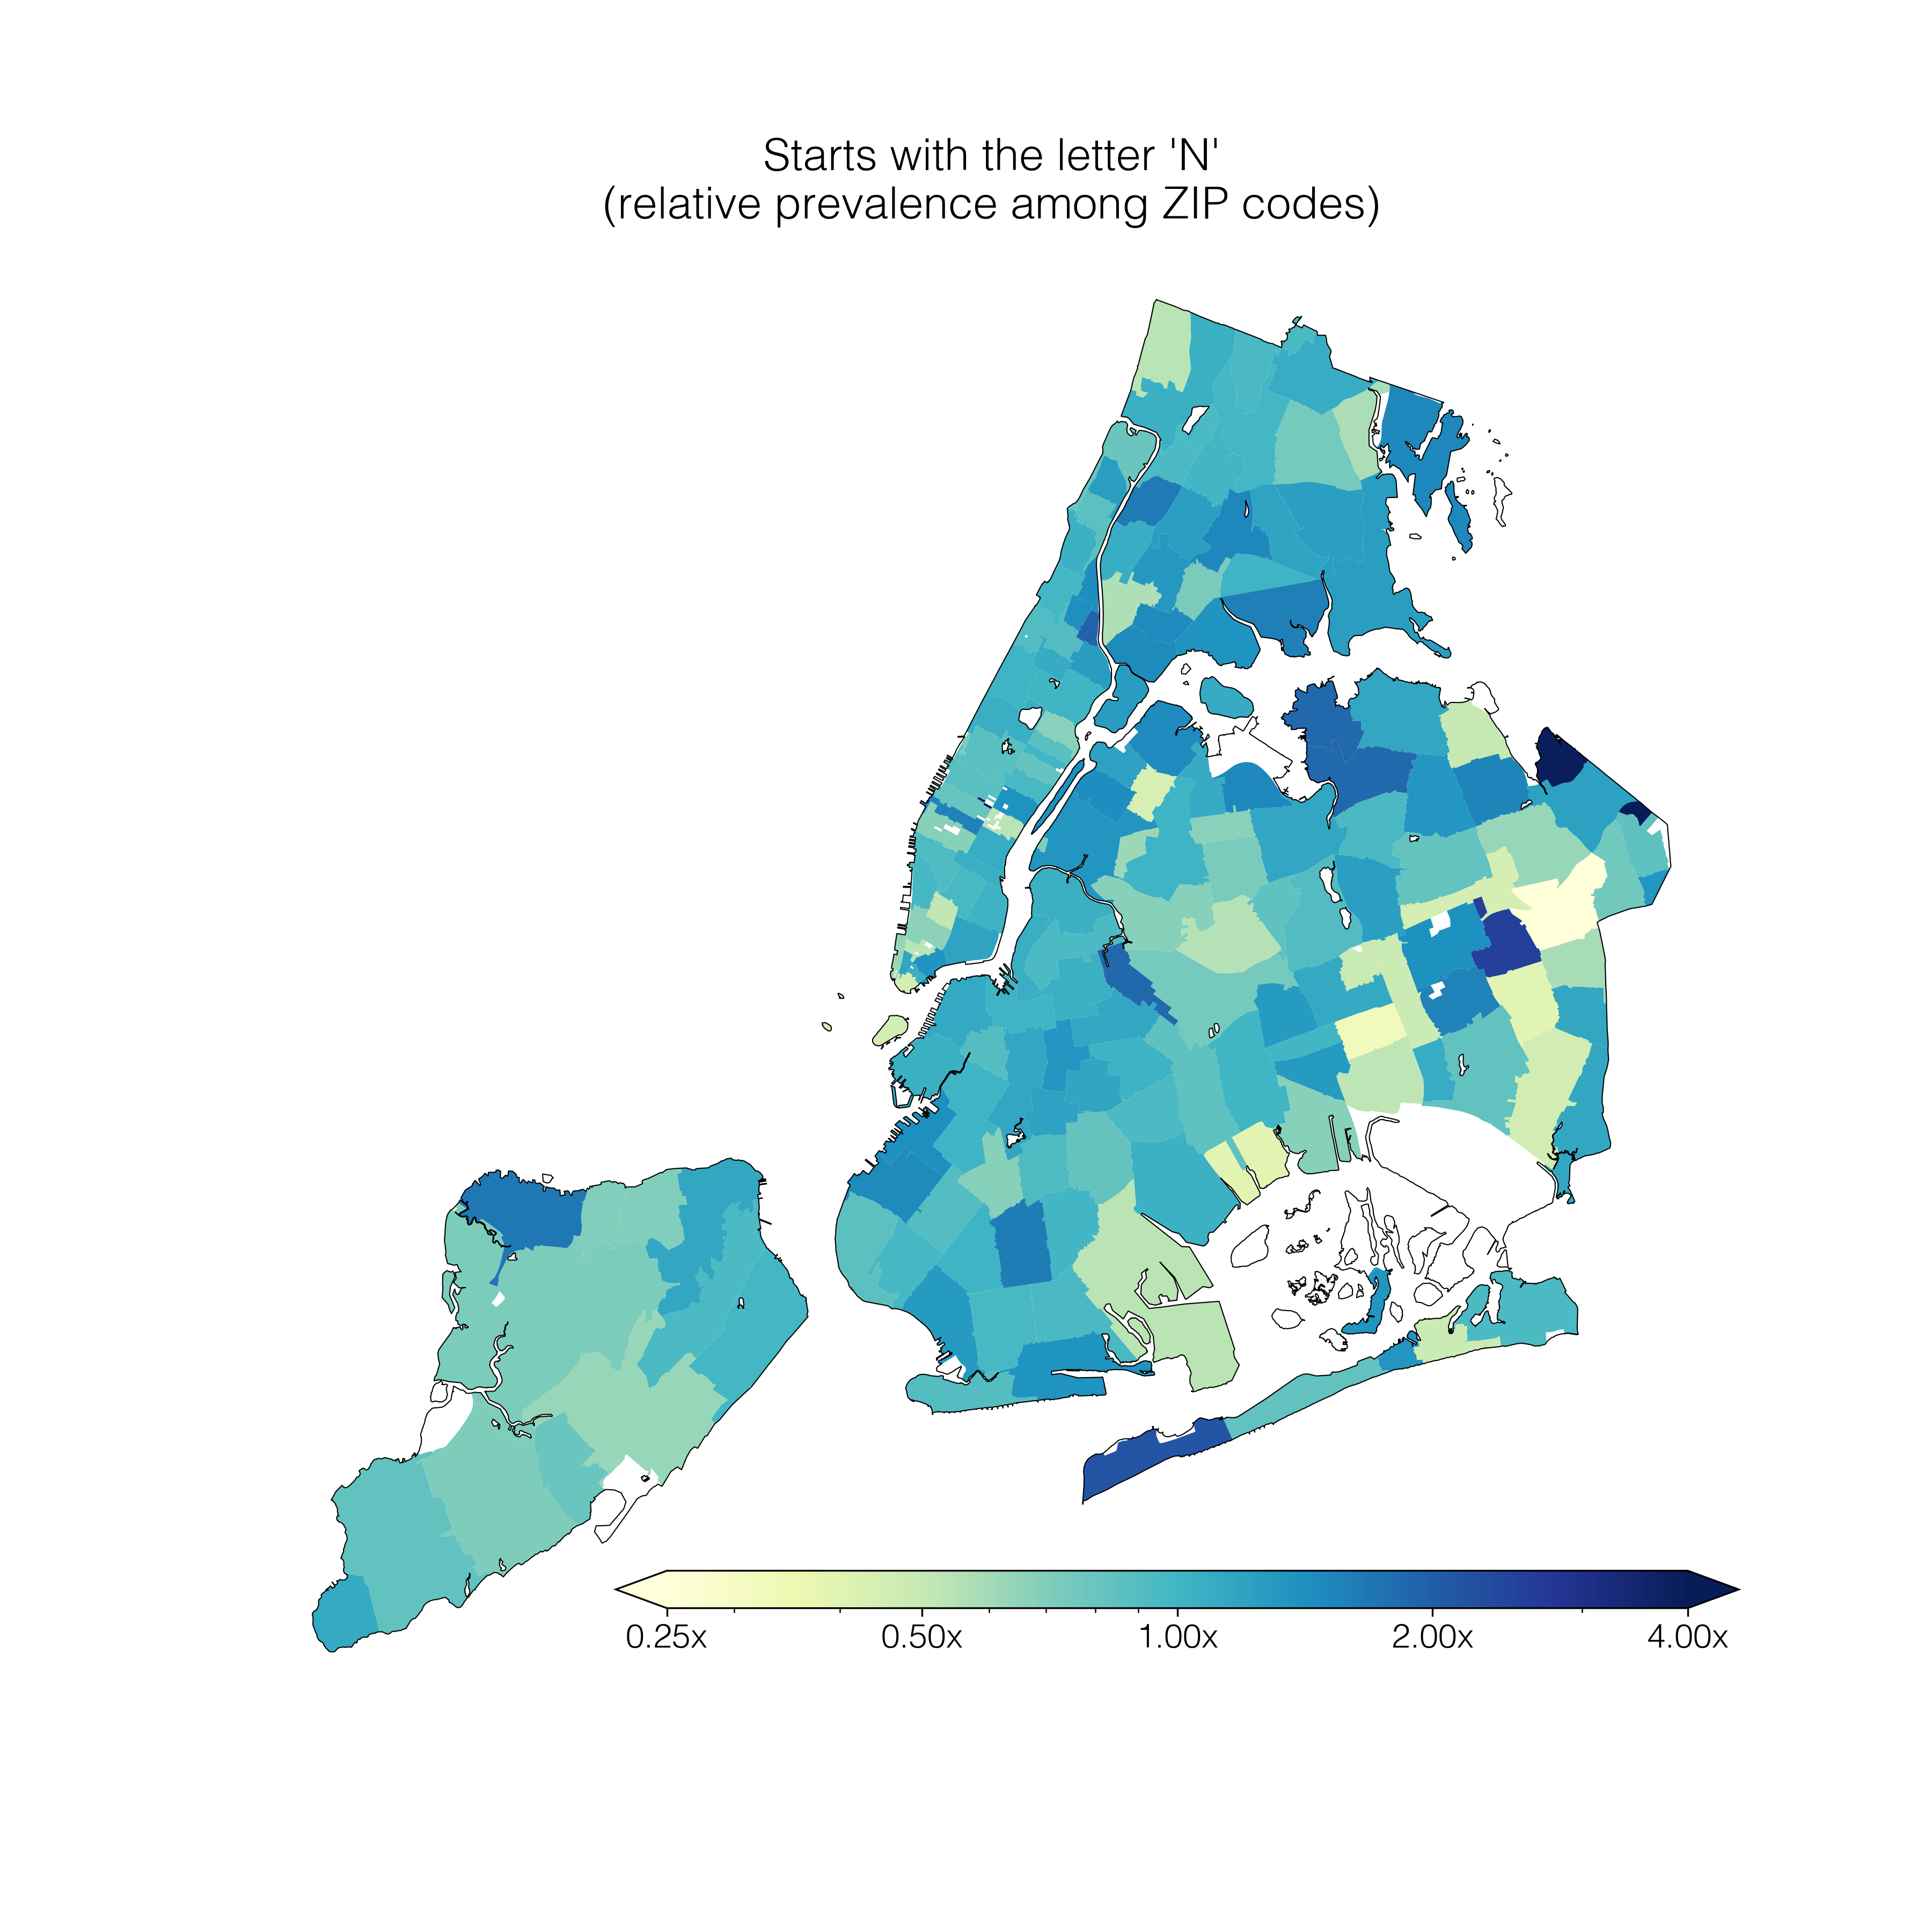 Starts with the letter 'N'
(relative prevalence among ZIP codes)
0.25x 0.50x 1.00x 2.00x 4.00x